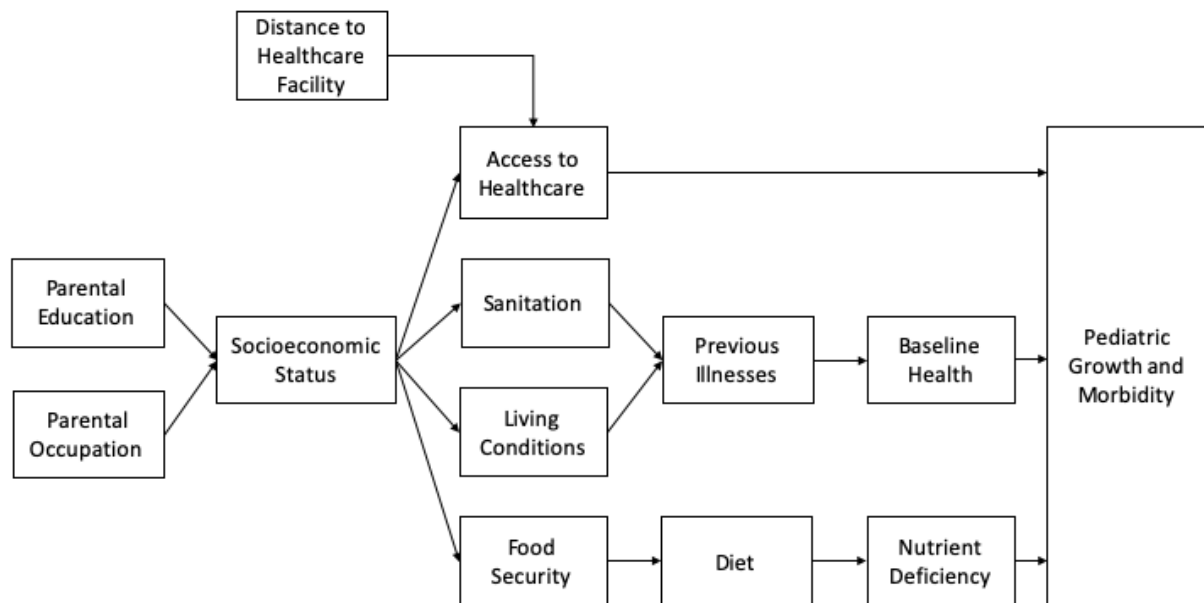 Distance to
Healthcare
Facility
Access to
Healthcare
Parental
Education
Sanitation
Socioeconomic
Status
Previous
Illnesses
Baseline
Health
Pediatric
Growth and
Morbidity
Parental
Occupation
Living
Conditions
Food
Security
Diet
Nutrient
Deficiency